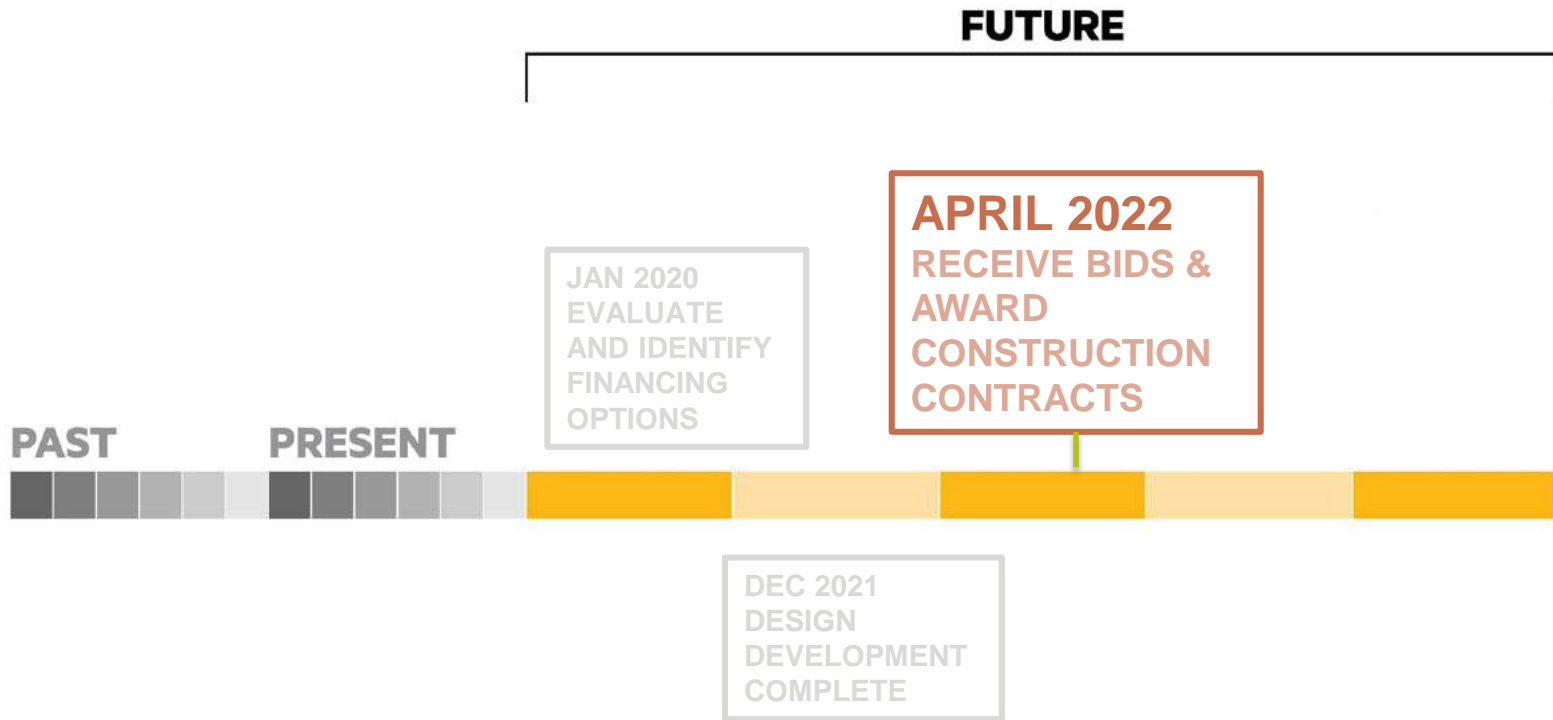 FUTURE
APRIL 2022
RECEIVE BIDS &
AWARD
CONSTRUCTION
CONTRACTS
JAN 2020
EVALUATE
AND IDENTIFY
FINANCING
OPTIONS
PAST
PRESENT
DEC 2021
DESIGN
DEVELOPMENT
COMPLETE